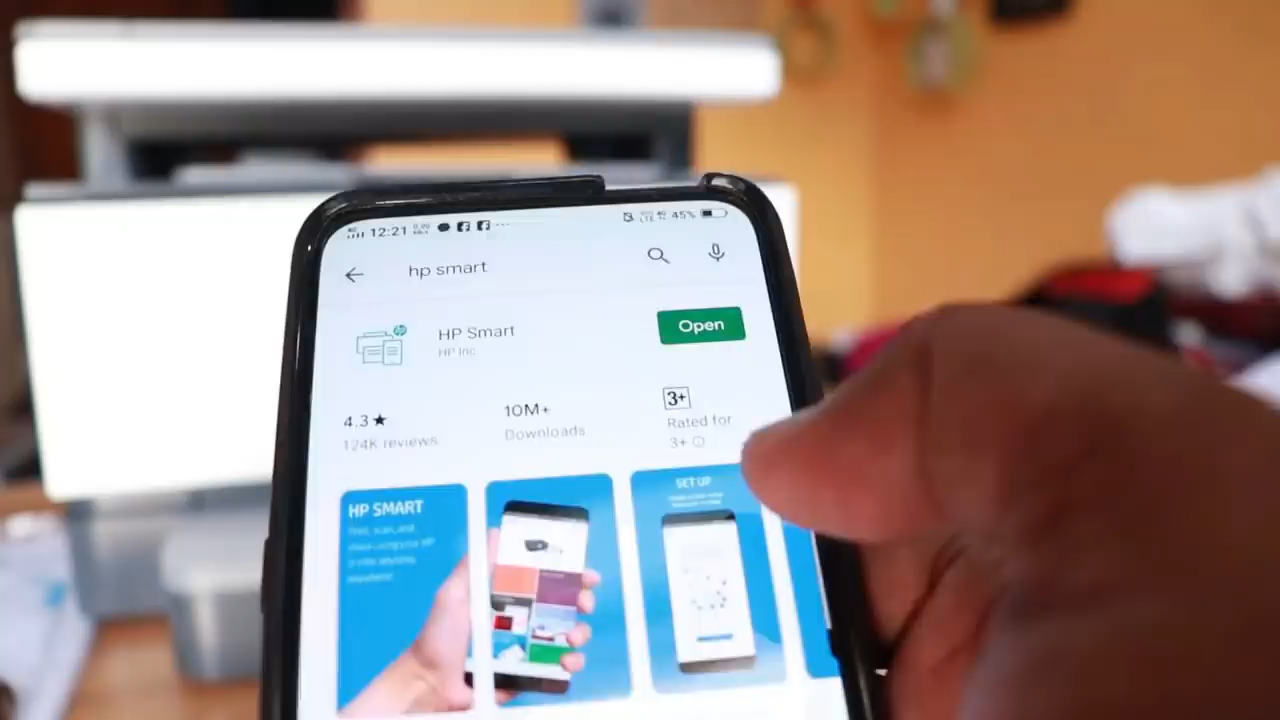 12:21
45%
hp smart
HP Smart
HP Inc
Open
4.3★
124K reviews
10M+
Downloads
3+
Rated for
3+
HP SMART
SET UP